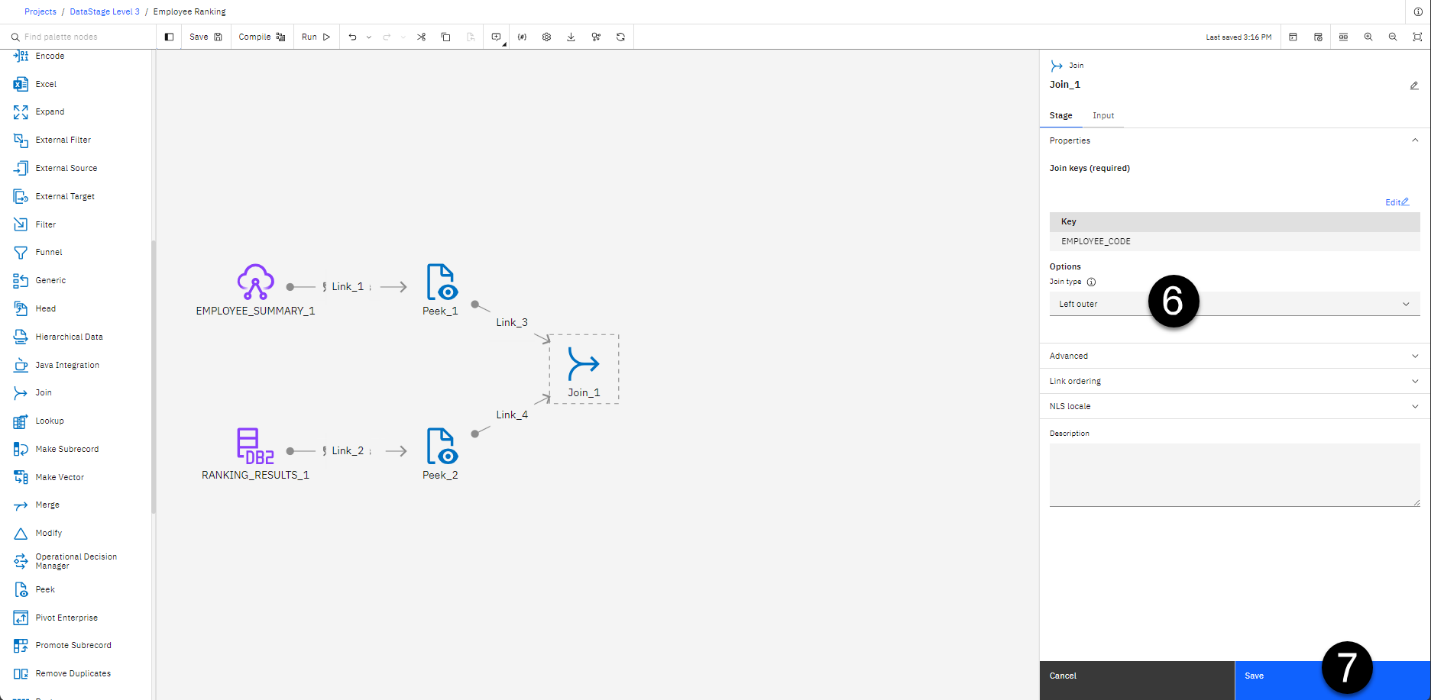 Projects / DataStage Level 3 / Employee Ranking
Find palette nodes
Save
Compile
Run
Last saved 3:16 PM
Encode
Excel
Expand
External Filter
External Source
External Target
Filter
Funnel
Generic
Head
Hierarchical Data
Java Integration
Join
Lookup
Make Subrecord
Make Vector
Merge
Modify
Operational Decision
Manager
Peek
Pivot Enterprise
Promote Subrecord
Remove Duplicates
EMPLOYEE_SUMMARY_1
Link_1
Peek_1
Link_3
Join_1
Link_4
DB2
RANKING_RESULTS_1
Link_2
Peek_2
Join
Join_1
Stage
Input
Properties
Join keys (required)
Edit
Key
EMPLOYEE_CODE
Options
Join type
Left outer
6
Advanced
Link ordering
NLS locale
Description
Cancel
Save
7